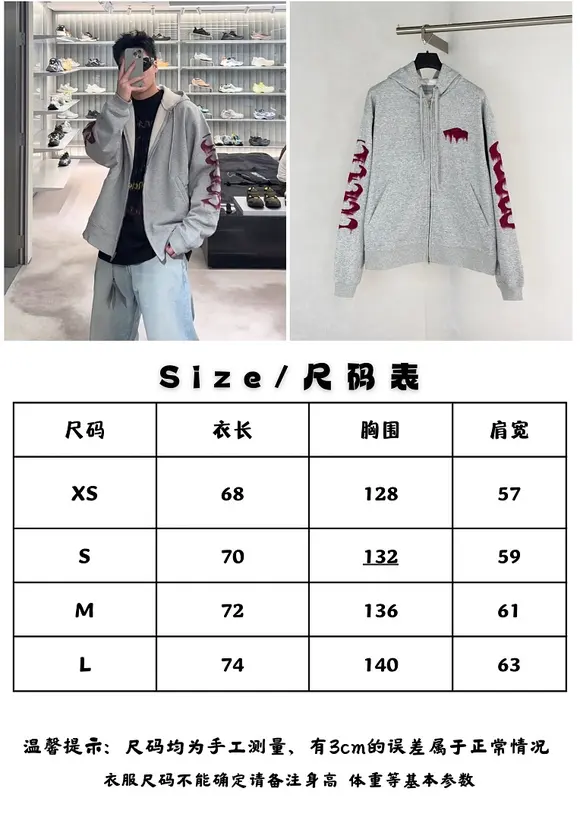 Size/尺码表
尺码 衣长 胸围 肩宽
XS 68 128 57
S 70 132 59
M 72 136 61
L 74 140 63
温馨提示：尺码均为手工测量、有3cm的误差属于正常情况
衣服尺码不能确定请备注身高 体重等基本参数